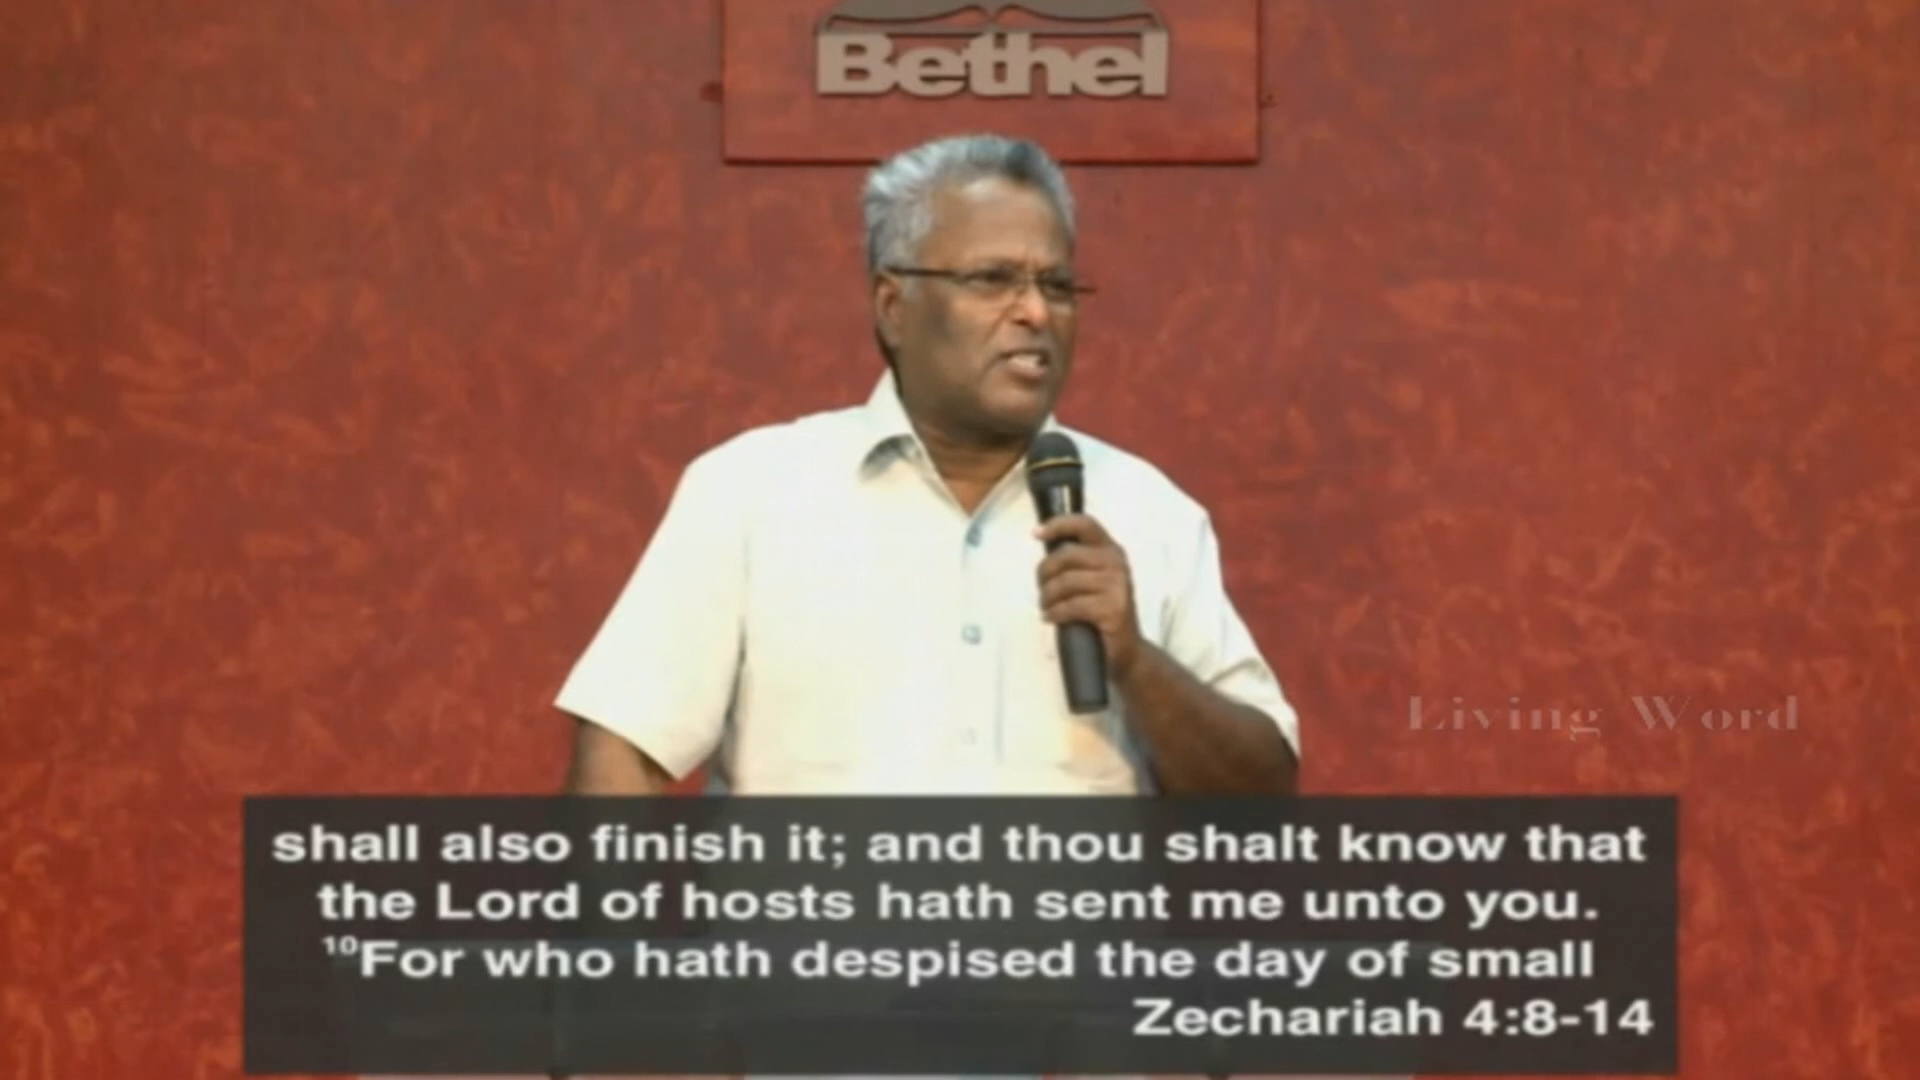 Bethel
Living Word
shall also finish it; and thou shalt know that
the Lord of hosts hath sent me unto you.
¹⁰For who hath despised the day of small
Zechariah 4:8-14